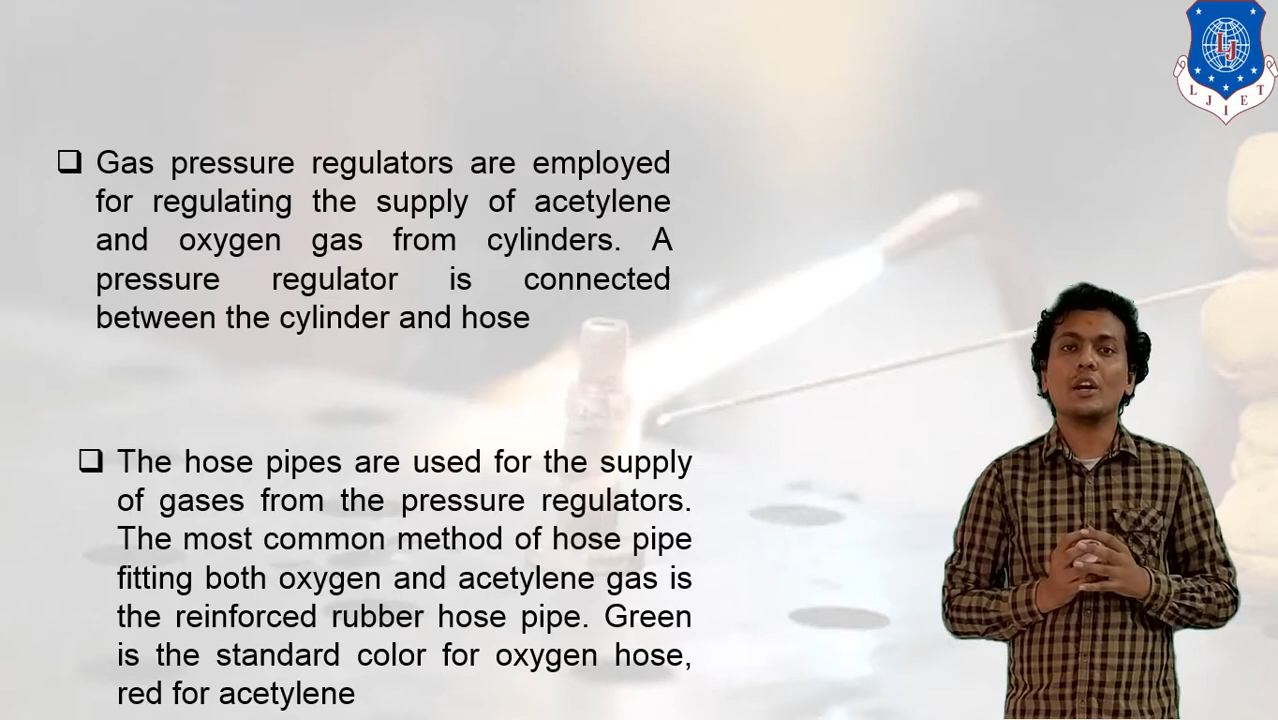 ❑ Gas pressure regulators are employed
for regulating the supply of acetylene
and oxygen gas from cylinders. A
pressure regulator is connected
between the cylinder and hose
❑ The hose pipes are used for the supply
of gases from the pressure regulators.
The most common method of hose pipe
fitting both oxygen and acetylene gas is
the reinforced rubber hose pipe. Green
is the standard color for oxygen hose,
red for acetylene
LJ
LJIET